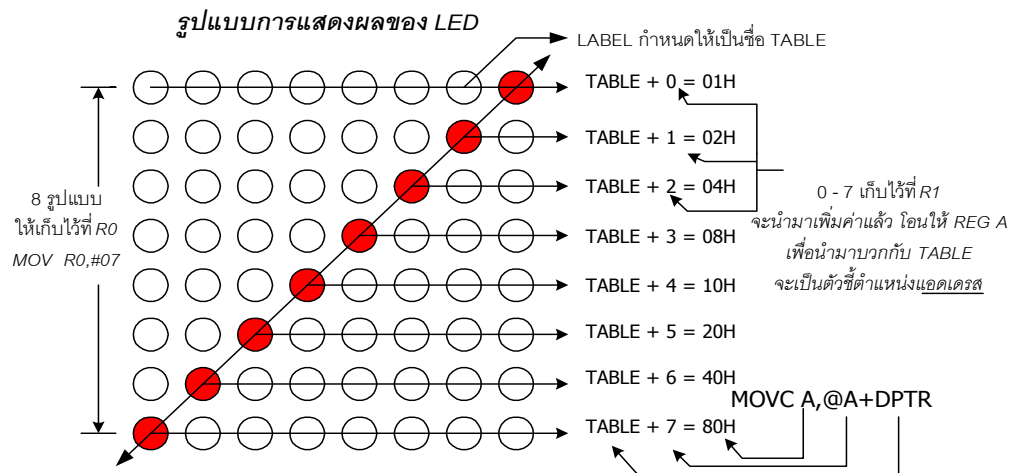 รูปแบบการแสดงผลของ LED
LABEL กำหนดให้เป็นชื่อ TABLE
TABLE + 0 = 01H
TABLE + 1 = 02H
TABLE + 2 = 04H
TABLE + 3 = 08H
TABLE + 4 = 10H
TABLE + 5 = 20H
TABLE + 6 = 40H
TABLE + 7 = 80H
8 รูปแบบ
ให้เก็บไว้ที่ R0
MOV R0,#07
0 - 7 เก็บไว้ที่ R1
จะนำมาเพิ่มค่าแล้ว โอนให้ REG A
เพื่อนำมาบวกกับ TABLE
จะเป็นตัวชี้ตำแหน่งแอดเดรส
MOVC A,@A+DPTR